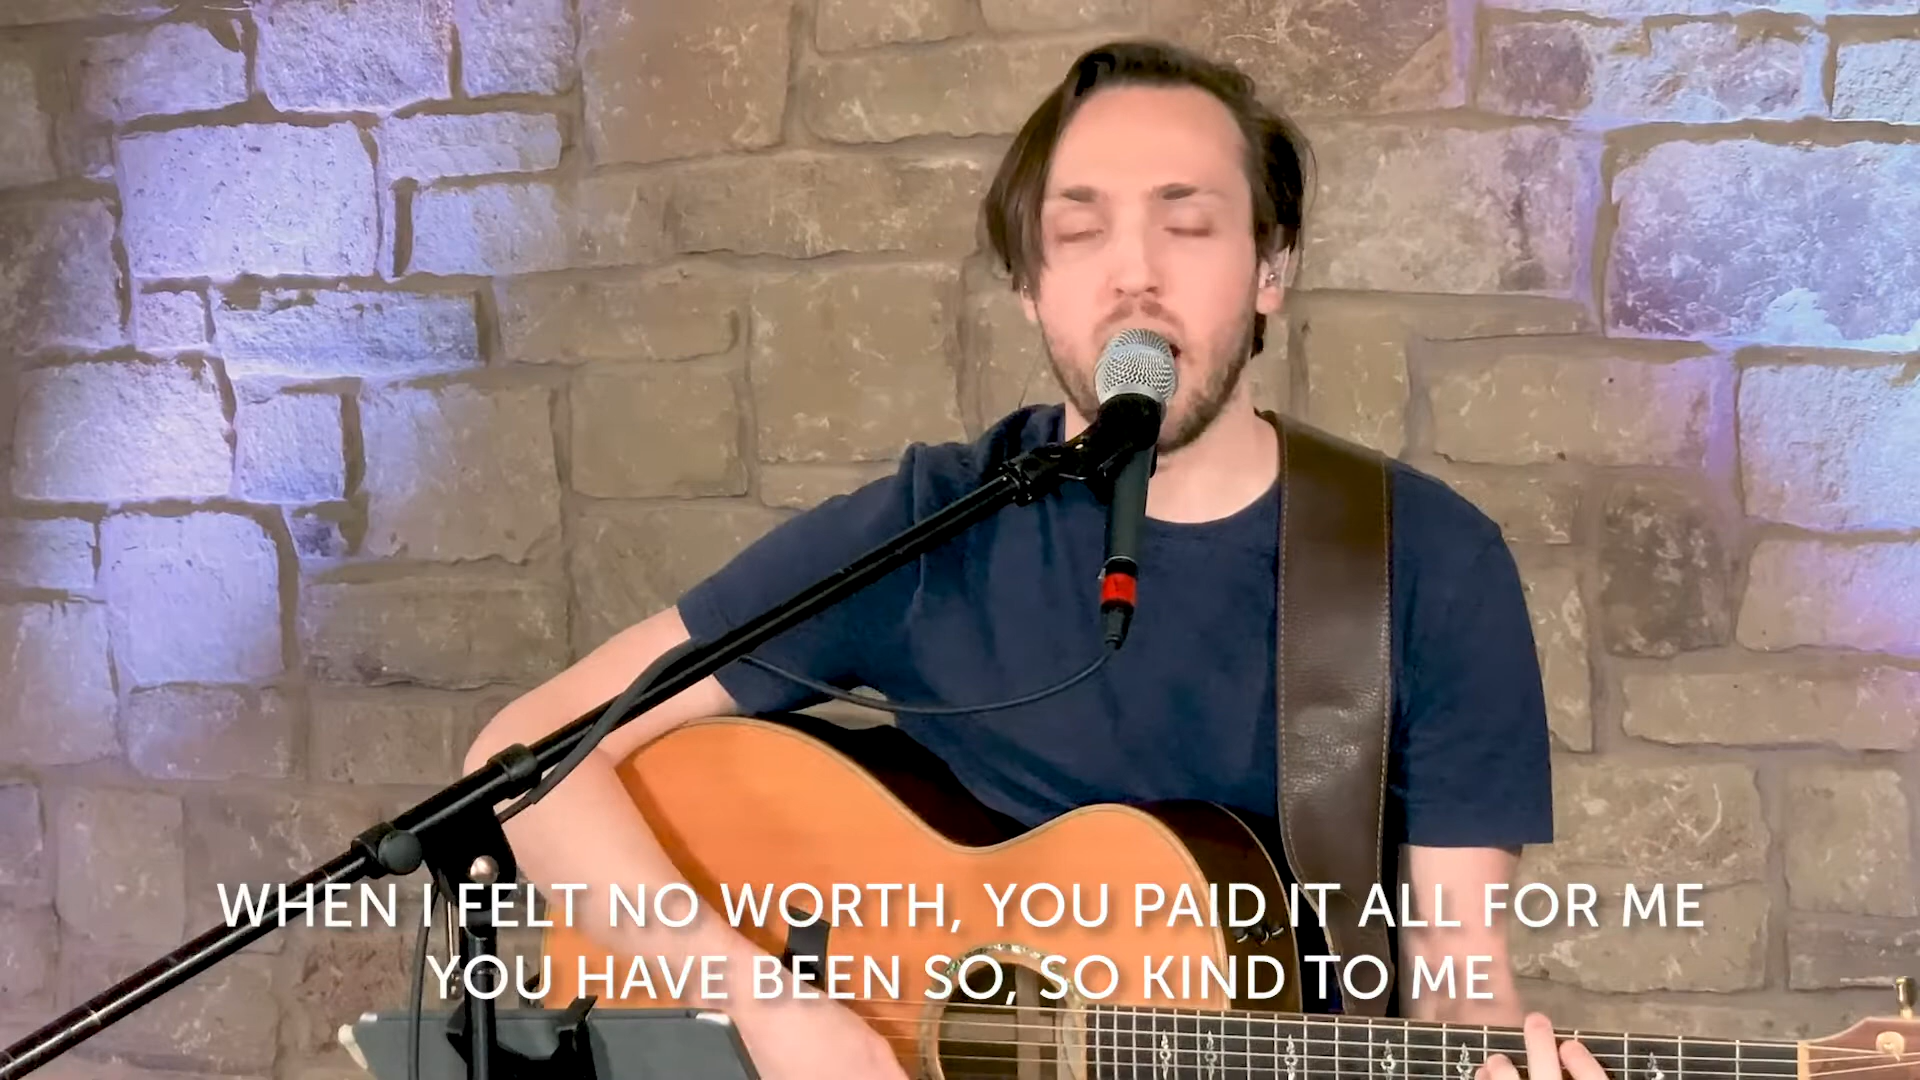 WHEN I FELT NO WORTH, YOU PAID IT ALL FOR ME
YOU HAVE BEEN SO, SO KIND TO ME